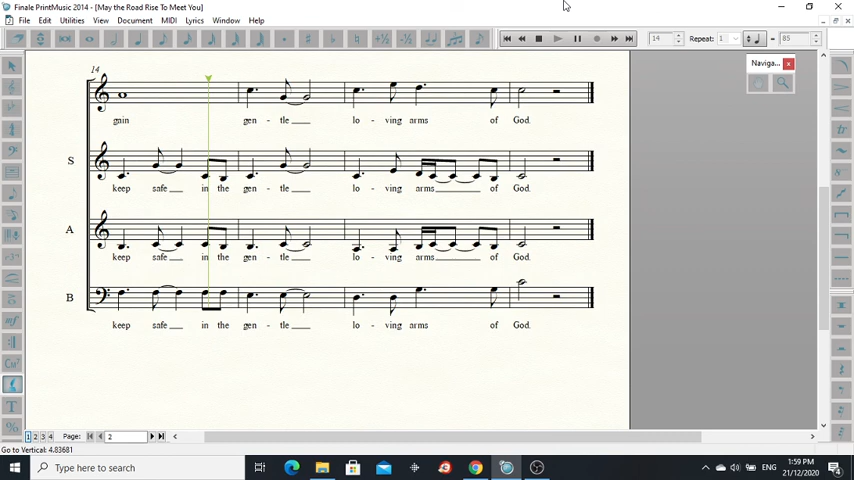 Finale PrintMusic 2014 - [May the Road Rise To Meet You]
File Edit Utilities View Document MIDI Lyrics Window Help
14 Repeat: 1 = 85
Naviga...
14
gain gen - tle lo - ving arms of God.
S
keep safe in the gen - tle lo - ving arms of God.
A
keep safe in the gen - tle lo - ving arms of God.
B
keep safe in the gen - tle lo - ving arms of God.
1 2 3 4 Page: 2
Go to Vertical: 4.83681
Type here to search
ENG
1:59 PM
21/12/2020